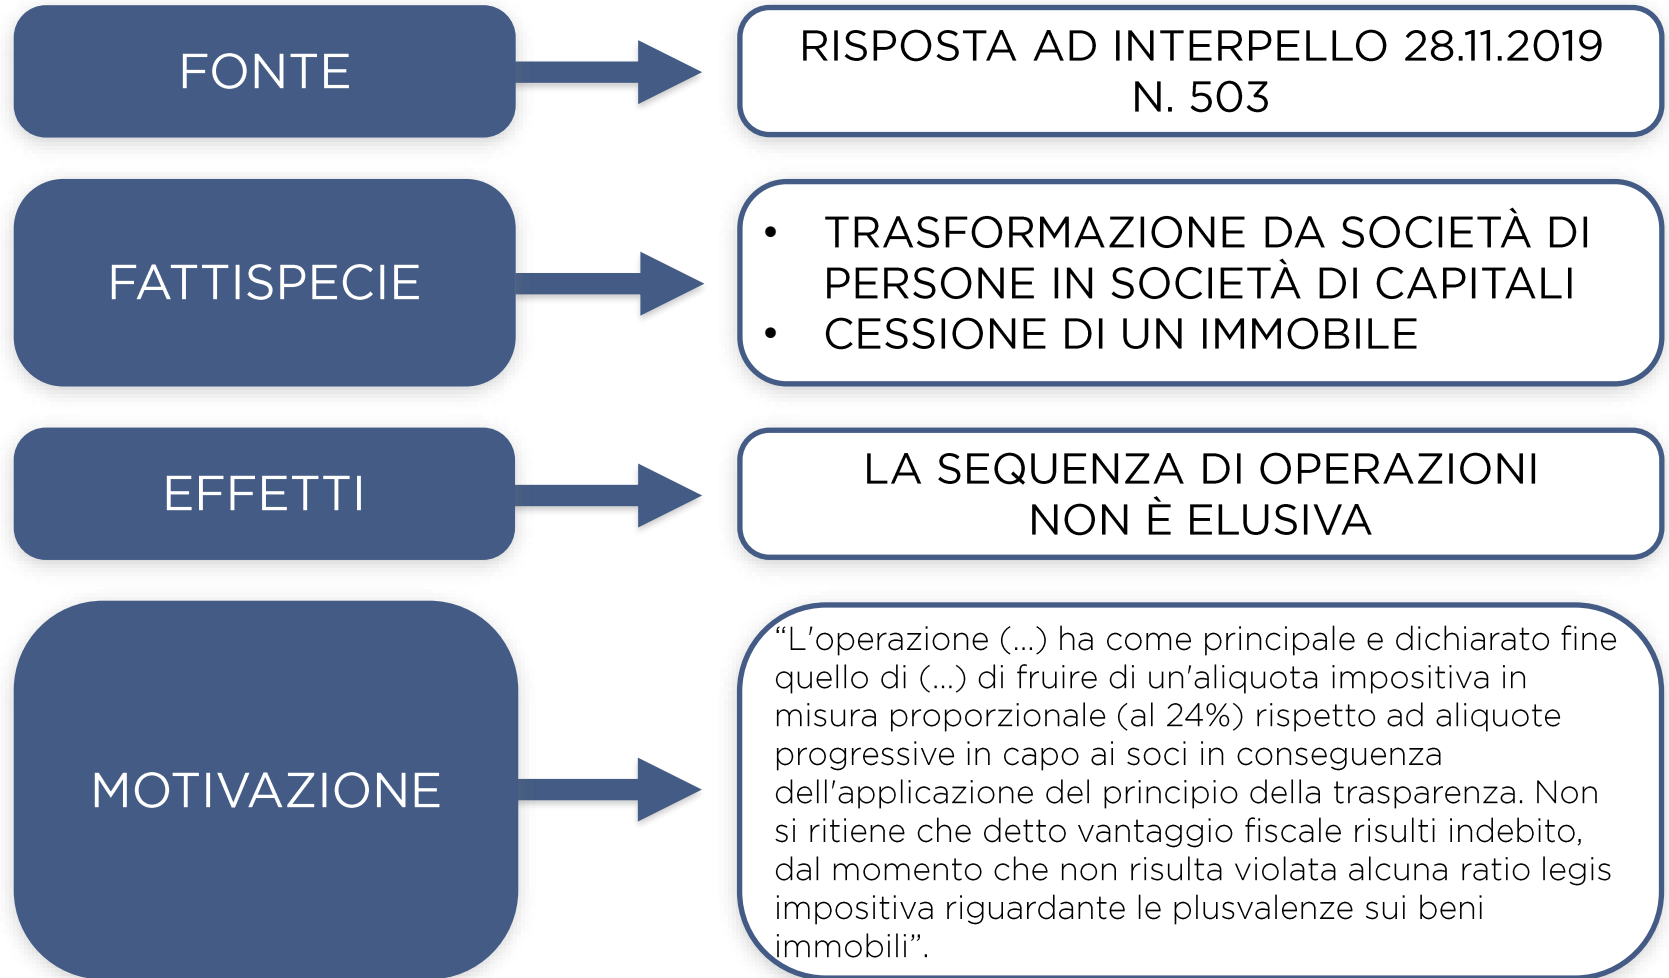 FONTE
RISPOSTA AD INTERPELLO 28.11.2019
N. 503
FATTISPECIE
• TRASFORMAZIONE DA SOCIETÀ DI
PERSONE IN SOCIETÀ DI CAPITALI
• CESSIONE DI UN IMMOBILE
EFFETTI
LA SEQUENZA DI OPERAZIONI
NON È ELUSIVA
MOTIVAZIONE
“L'operazione (...) ha come principale e dichiarato fine
quello di (...) di fruire di un'aliquota impositiva in
misura proporzionale (al 24%) rispetto ad aliquote
progressive in capo ai soci in conseguenza
dell'applicazione del principio della trasparenza. Non
si ritiene che detto vantaggio fiscale risulti indebito,
dal momento che non risulta violata alcuna ratio legis
impositiva riguardante le plusvalenze sui beni
immobili”.